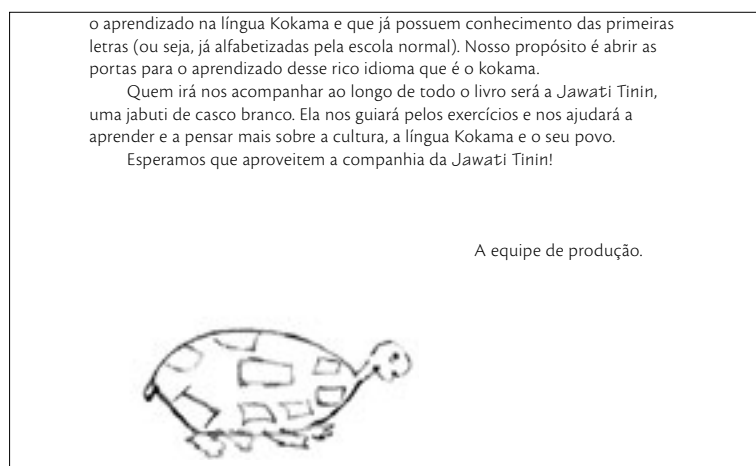 o aprendizado na língua Kokama e que já possuem conhecimento das primeiras
letras (ou seja, já alfabetizadas pela escola normal). Nosso propósito é abrir as
portas para o aprendizado desse rico idioma que é o kokama.
Quem irá nos acompanhar ao longo de todo o livro será a Jawati Tinin,
uma jabuti de casco branco. Ela nos guiará pelos exercícios e nos ajudará a
aprender e a pensar mais sobre a cultura, a língua Kokama e o seu povo.
Esperamos que aproveitem a companhia da Jawati Tinin!
A equipe de produção.